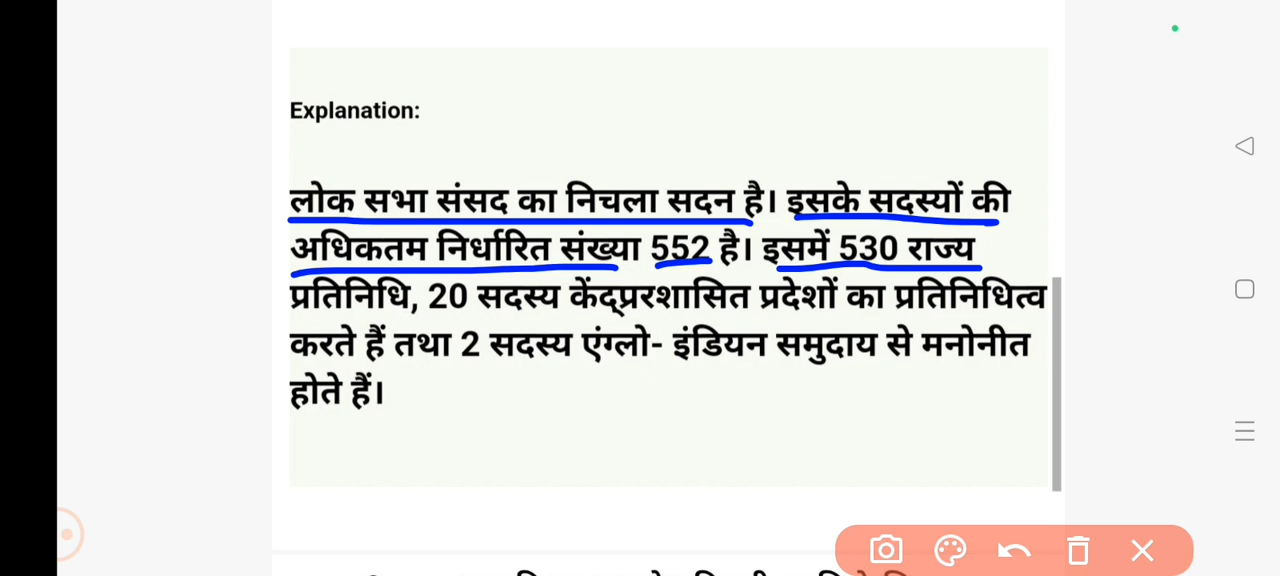 Explanation:
लोक सभा संसद का निचला सदन है। इसके सदस्यों की
अधिकतम निर्धारित संख्या 552 है। इसमें 530 राज्य
प्रतिनिधि, 20 सदस्य केंद्प्रशासित प्रदेशों का प्रतिनिधित्व
करते हैं तथा 2 सदस्य एंग्लो- इंडियन समुदाय से मनोनीत
होते हैं।